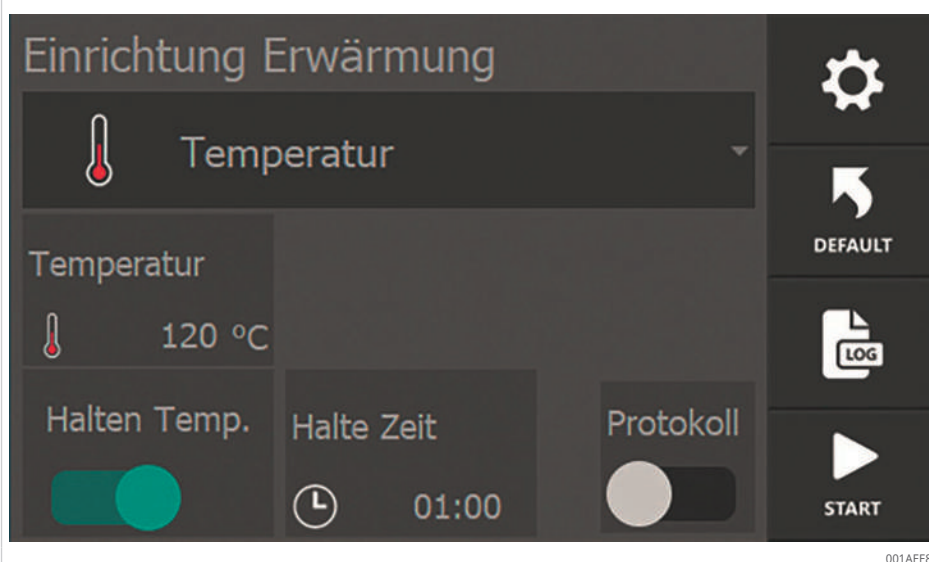 Einrichtung Erwärmung
Temperatur
DEFAULT
Temperatur
120 °C
LOG
Halten Temp.
Halte Zeit
Protokoll
01:00
START